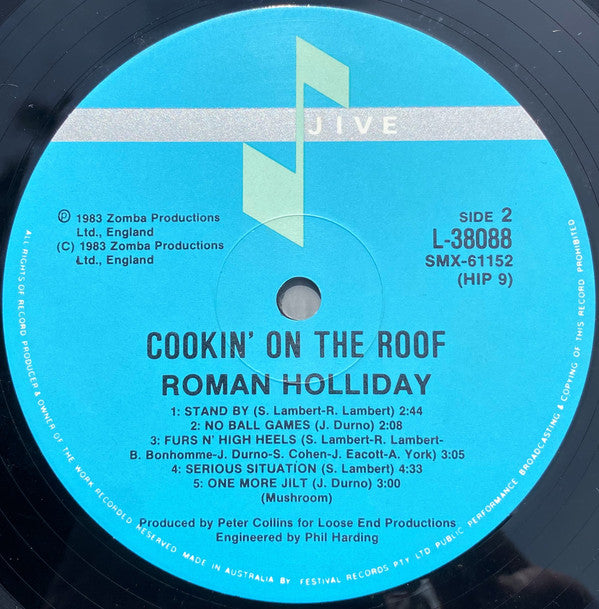 JIVE
℗ 1983 Zomba Productions
Ltd., England
(C) 1983 Zomba Productions
Ltd., England
SIDE 2
L-38088
SMX-61152
(HIP 9)
COOKIN' ON THE ROOF
ROMAN HOLLIDAY
1: STAND BY (S. Lambert-R. Lambert) 2:44
2: NO BALL GAMES (J. Durno) 2:08
3: FURS N' HIGH HEELS (S. Lambert-R. Lambert-
B. Bonhomme-J. Durno-S. Cohen-J. Eacott-A. York) 3:05
4: SERIOUS SITUATION (S. Lambert) 4:33
5: ONE MORE JILT (J. Durno) 3:00
(Mushroom)
Produced by Peter Collins for Loose End Productions
Engineered by Phil Harding
ALL RIGHTS OF RECORD PRODUCER & OWNER OF THE WORK RECORDED RESERVED MADE IN AUSTRALIA BY FESTIVAL RECORDS PTY LTD PUBLIC PERFORMANCE BROADCASTING & COPYING OF THIS RECORD PROHIBITED